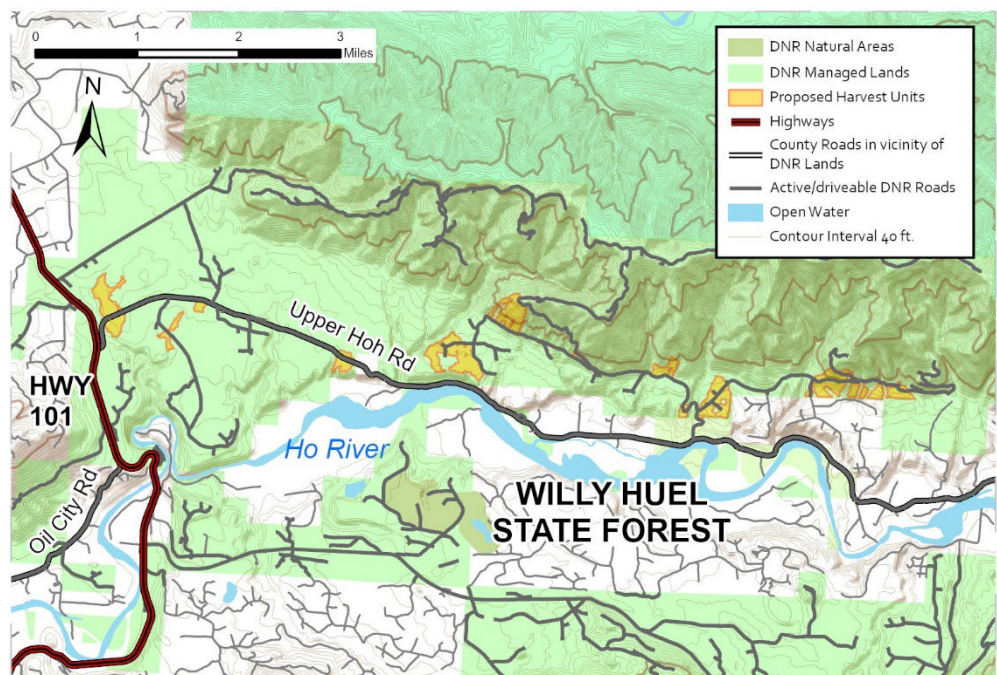 0 1 2 3
Miles
N
DNR Natural Areas
DNR Managed Lands
Proposed Harvest Units
Highways
County Roads in vicinity of
DNR Lands
Active/driveable DNR Roads
Open Water
Contour Interval 40 ft.
Upper Hoh Rd
HWY
101
Ho River
Oil City Rd
WILLY HUEL
STATE FOREST